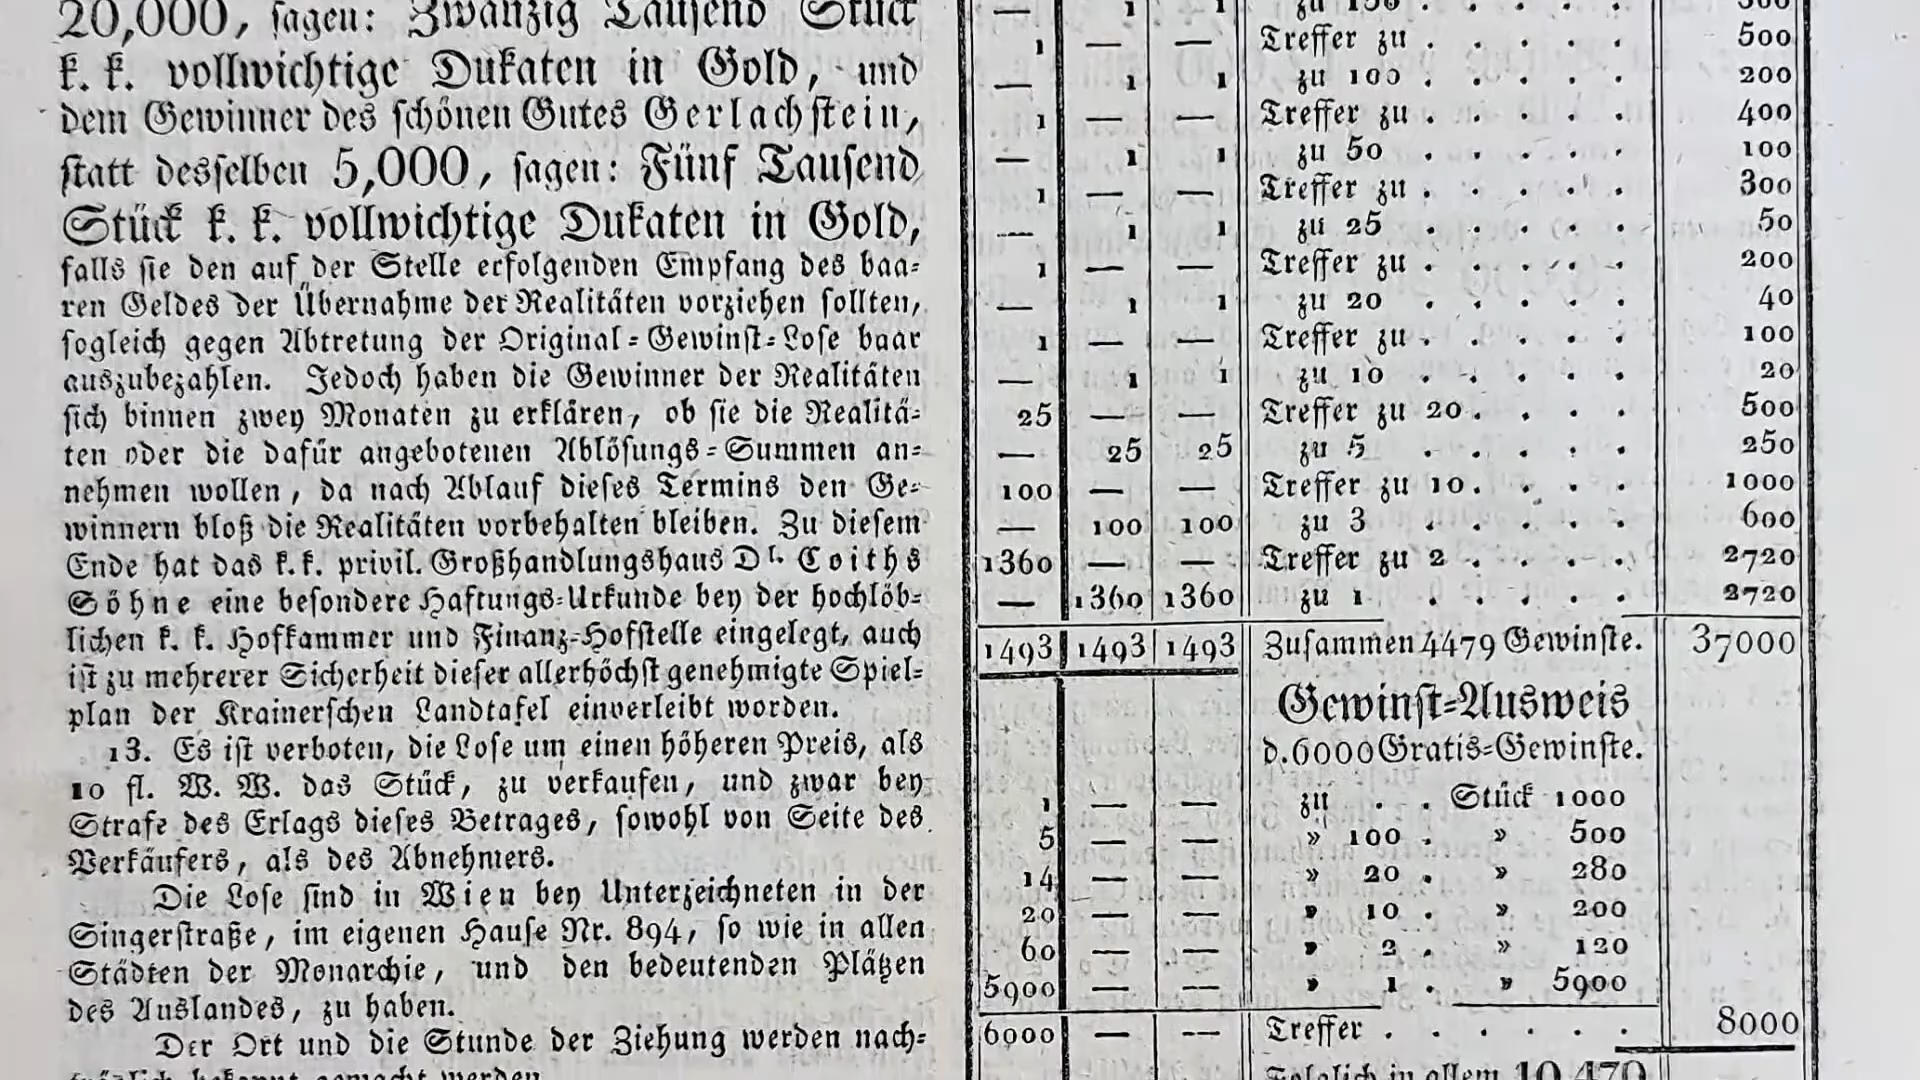 20,000, sagen: Zwanzig Tausend Stück
k. k. vollwichtige Dukaten in Gold, und
dem Gewinner des schönen Gutes Gerlachstein,
statt desselben 5,000, sagen: Fünf Tausend
Stück k. k. vollwichtige Dukaten in Gold,
falls sie den auf der Stelle erfolgenden Empfang des baa-
ren Geldes der Übernahme der Realitäten vorziehen sollten,
sogleich gegen Abtretung der Original-Gewinst-Lose baar
auszubezahlen. Jedoch haben die Gewinner der Realitäten
sich binnen zwey Monaten zu erklären, ob sie die Realitä-
ten oder die dafür angebotenen Ablösungs-Summen an-
nehmen wollen, da nach Ablauf dieses Termins den Ge-
winnern bloß die Realitäten vorbehalten bleiben. Zu diesem
Ende hat das k. k. privil. Großhandlungshaus Dl. Coiths
Söhne eine besondere Haftungs-Urkunde bey der hochlöb-
lichen k. k. Hofkammer und Finanz-Hofstelle eingelegt, auch
ist zu mehrerer Sicherheit dieser allerhöchst genehmigte Spiel-
plan der Krainerschen Landtafel einverleibt worden.
13. Es ist verboten, die Lose um einen höheren Preis, als
10 fl. W. W. das Stück, zu verkaufen, und zwar bey
Strafe des Erlags dieses Betrages, sowohl von Seite des
Verkäufers, als des Abnehmers.
Die Lose sind in Wien bey Unterzeichneten in der
Singerstraße, im eigenen Hause Nr. 894, so wie in allen
Städten der Monarchie, und den bedeutenden Plätzen
des Auslandes, zu haben.
Der Ort und die Stunde der Ziehung werden nach-
träglich bekannt gemacht werden.
— 1 1 zu 150 . . . . 300
1 — — Treffer zu . . . . . 500
— 1 1 zu 100 . . . . . 200
1 — — Treffer zu . . . . . 400
— 1 1 zu 50 . . . . . 100
1 — — Treffer zu . . . . . 300
— 1 1 zu 25 . . . . . 50
1 — — Treffer zu . . . . . 200
— 1 1 zu 20 . . . . . 40
1 — — Treffer zu . . . . . 100
— 1 1 zu 10 . . . . . 20
25 — — Treffer zu 20 . . . . 500
— 25 25 zu 5 . . . . . 250
100 — — Treffer zu 10 . . . . 1000
— 100 100 zu 3 . . . . . 600
1360 — — Treffer zu 2 . . . . 2720
— 1360 1360 zu 1 . . . . . 2720
1493 1493 1493 Zusammen 4479 Gewinste. 37000
Gewinst-Ausweis
d. 6000 Gratis-Gewinste.
1 — — zu . . Stück 1000
5 — — » 100 . » 500
14 — — » 20 . » 280
20 — — » 10 . » 200
60 — — » 2 . » 120
5900 — — » 1 . » 5900
6000 — — Treffer . . . . . . 8000
Folglich in allem 10,479